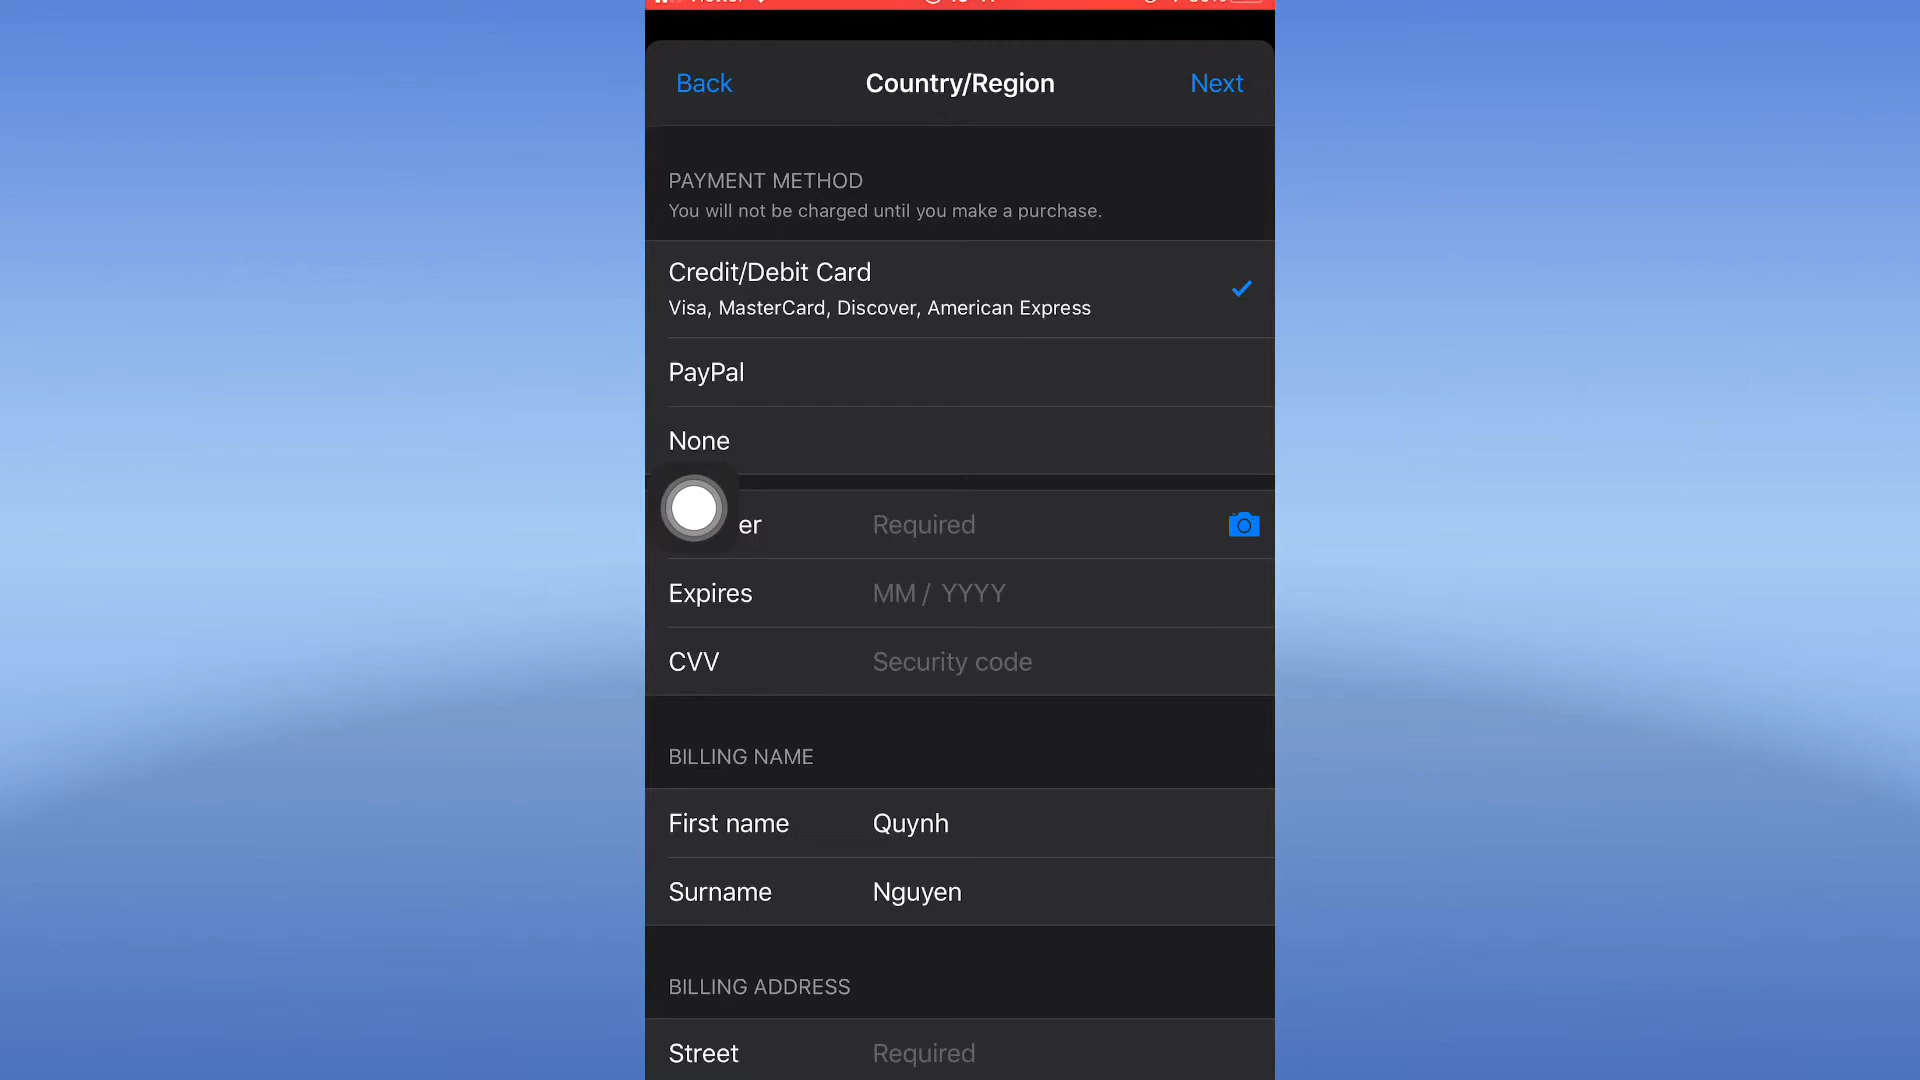 Back
Country/Region
Next
PAYMENT METHOD
You will not be charged until you make a purchase.
Credit/Debit Card
Visa, MasterCard, Discover, American Express
PayPal
None
er
Required
Expires
MM / YYYY
CVV
Security code
BILLING NAME
First name
Quynh
Surname
Nguyen
BILLING ADDRESS
Street
Required